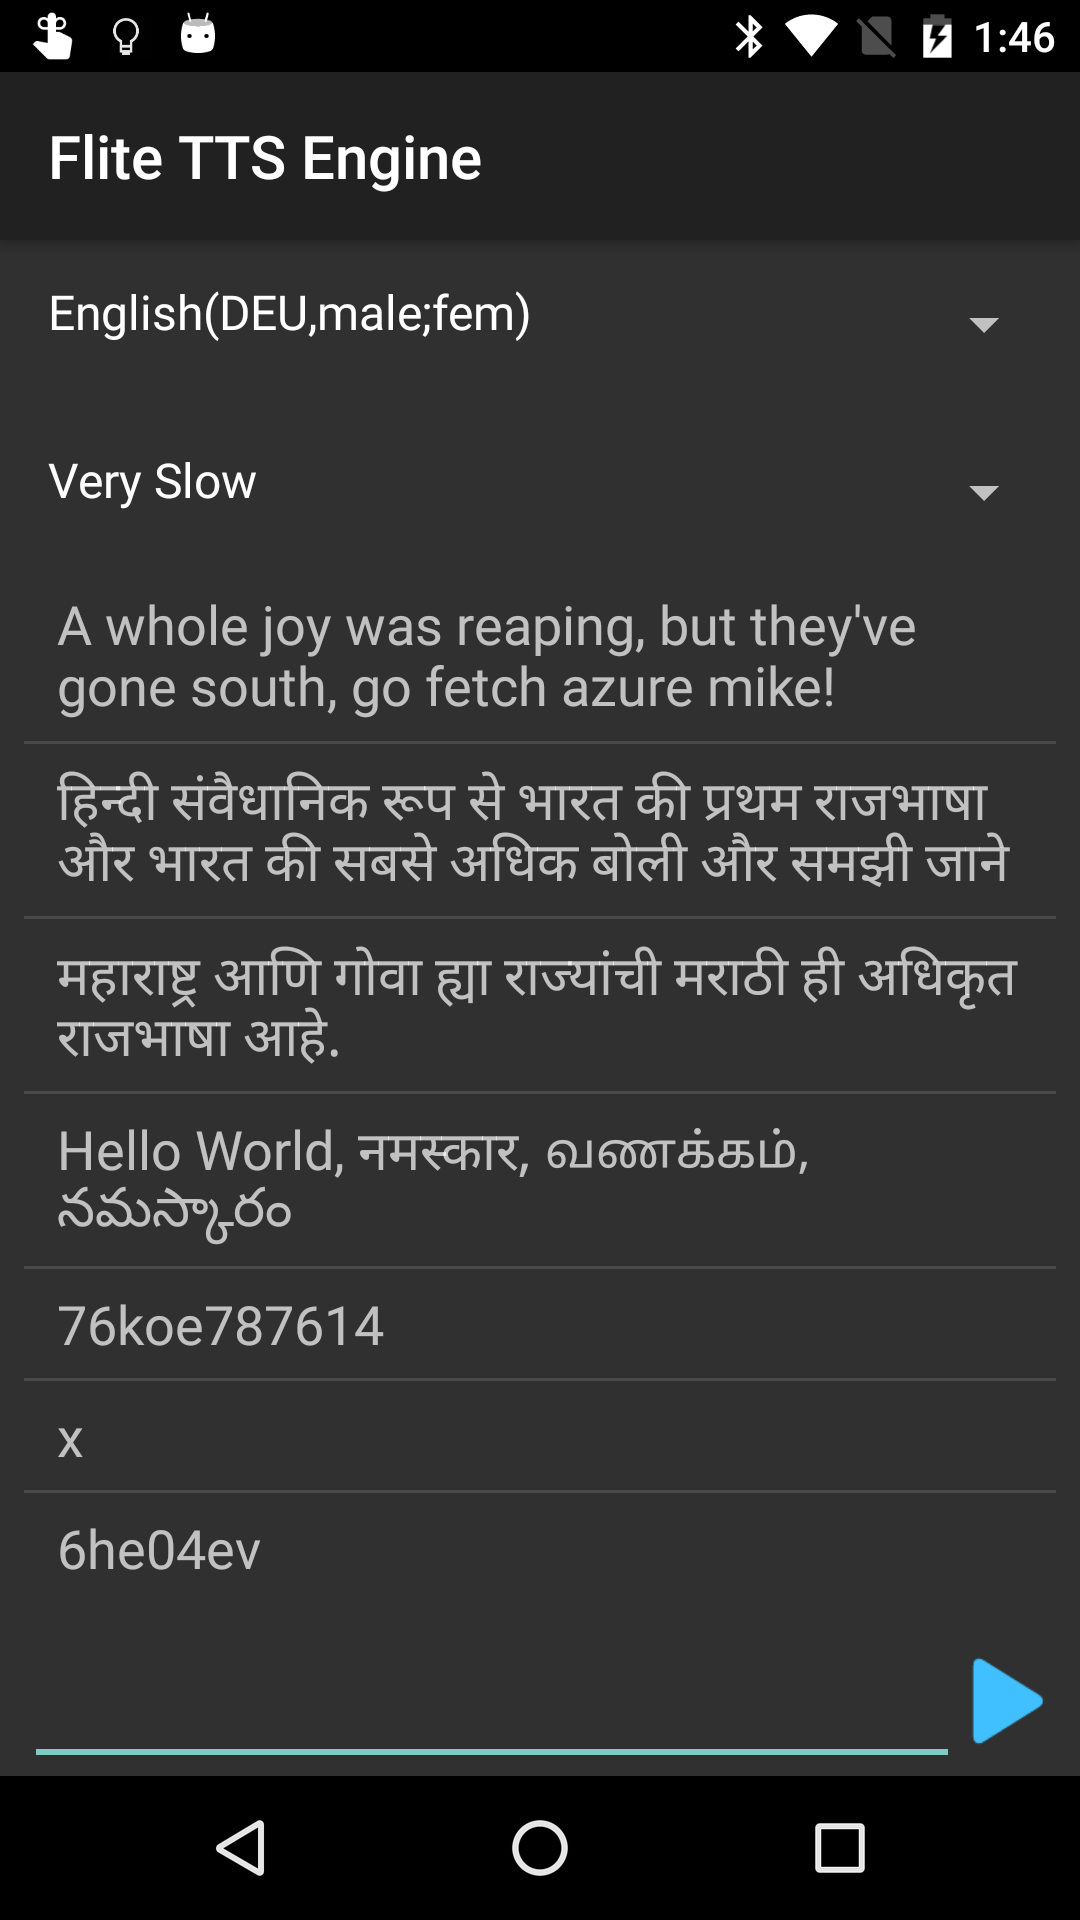 1:46
Flite TTS Engine
English(DEU,male;fem)
Very Slow
A whole joy was reaping, but they've
gone south, go fetch azure mike!
हिन्दी संवैधानिक रूप से भारत की प्रथम राजभाषा
और भारत की सबसे अधिक बोली और समझी जाने
महाराष्ट्र आणि गोवा ह्या राज्यांची मराठी ही अधिकृत
राजभाषा आहे.
Hello World, नमस्कार, வணக்கம்,
నమస్కారం
76koe787614
x
6he04ev